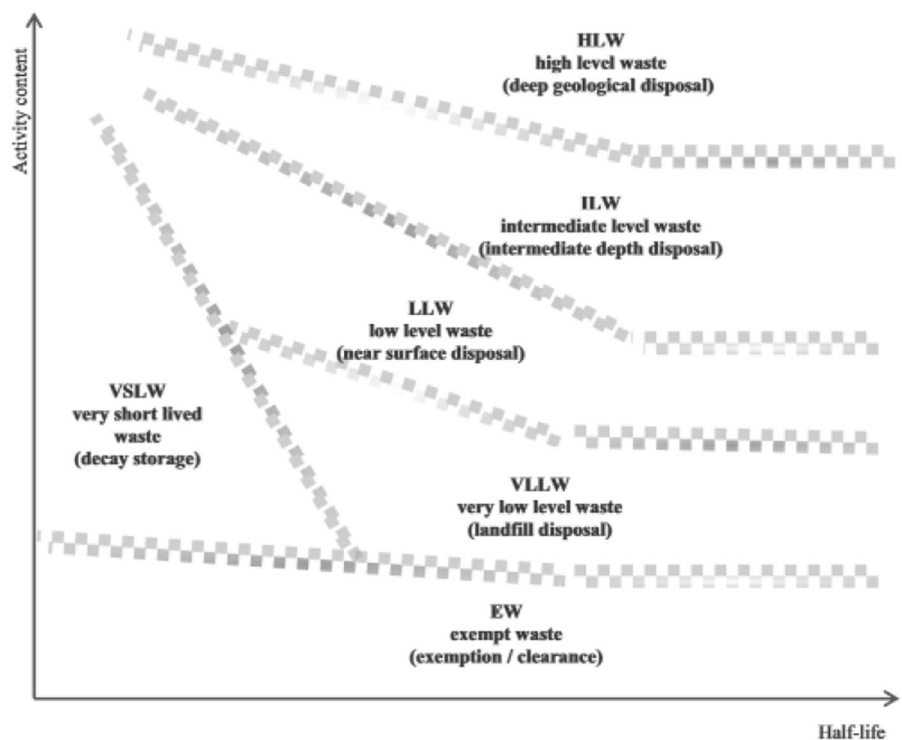 Activity content
HLW
high level waste
(deep geological disposal)
ILW
intermediate level waste
(intermediate depth disposal)
LLW
low level waste
(near surface disposal)
VSLW
very short lived
waste
(decay storage)
VLLW
very low level waste
(landfill disposal)
EW
exempt waste
(exemption / clearance)
Half-life